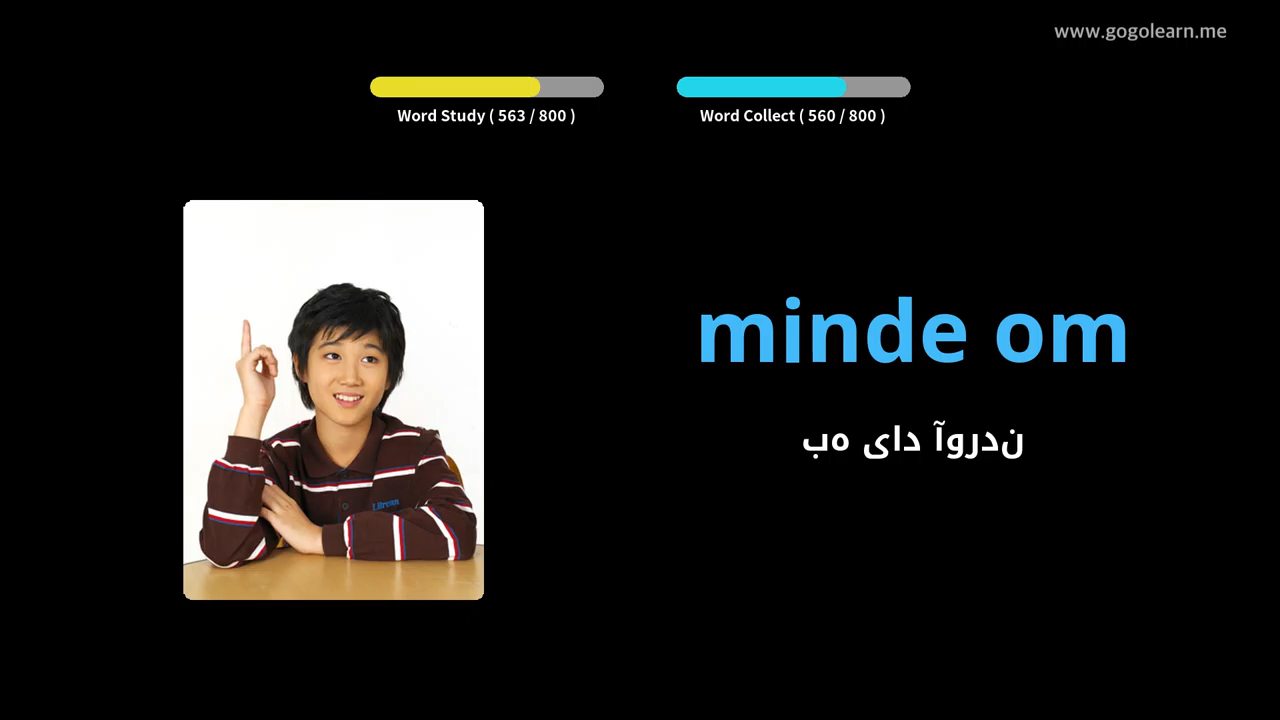 www.gogolearn.me
Word Study ( 563 / 800 )
Word Collect ( 560 / 800 )
minde om
به یاد آوردن